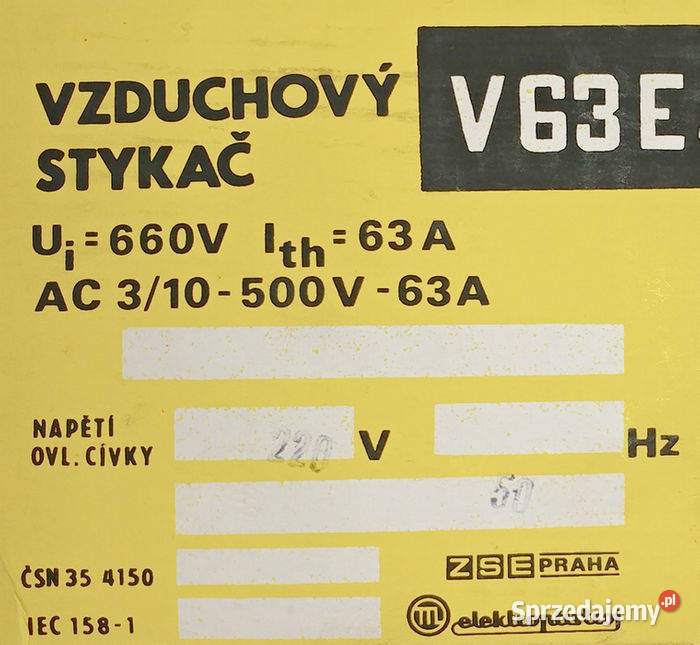 VZDUCHOVÝ
STYKAČ
V63E
Ui=660V Ith=63A
AC 3/10-500V-63A
NAPĚTÍ
OVL. CÍVKY
220 V
Hz
50
ČSN 35 4150
IEC 158-1
ZSE PRAHA
Sprzedajemy.pl